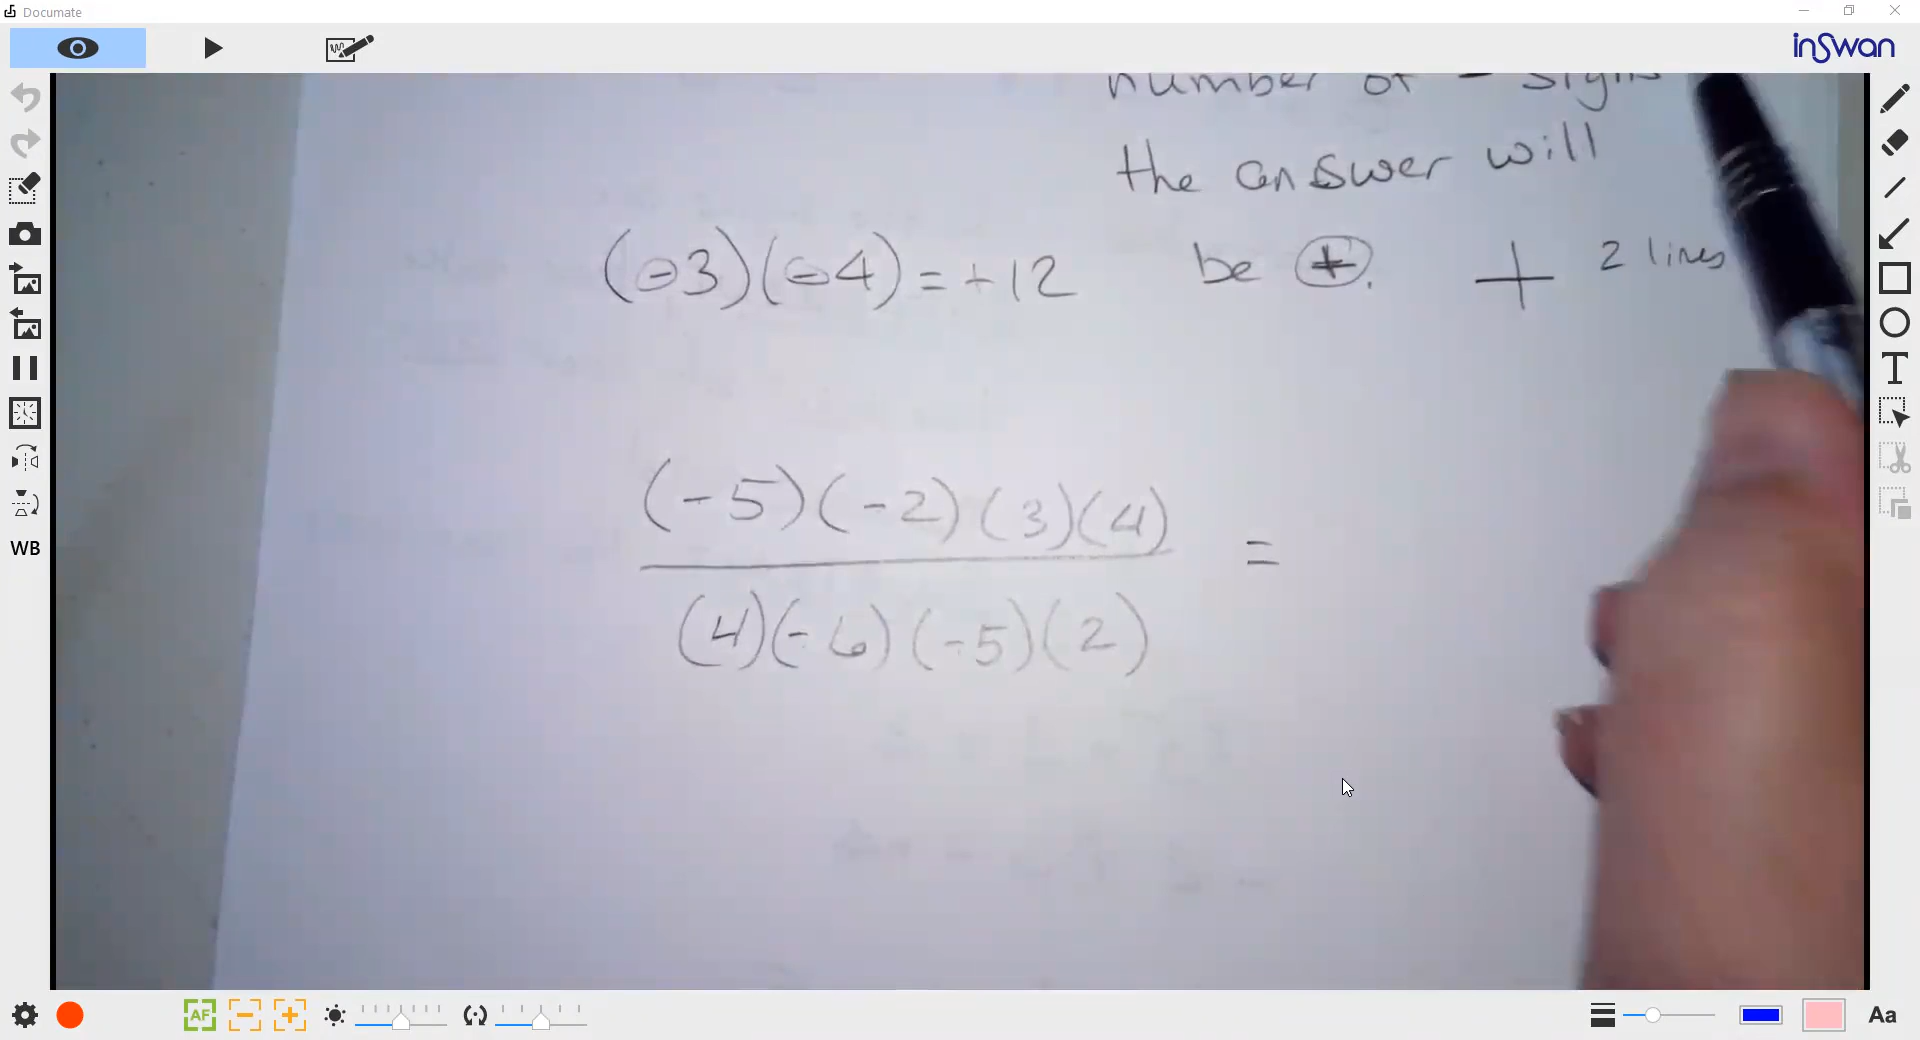 Documate
inSwan
number of - signs
the answer will
(-3)(-4) = +12 be +. + 2 lines
(-5)(-2)(3)(4)
=
(4)(-6)(-5)(2)
WB
AF
Aa